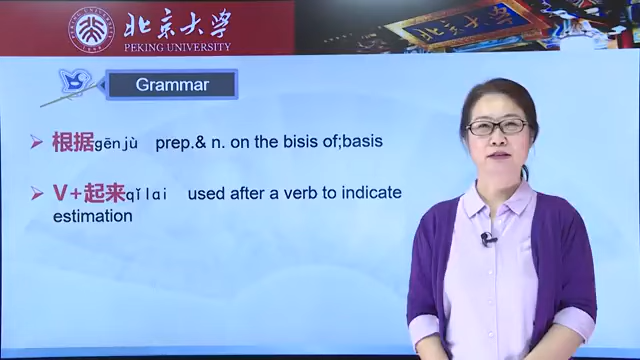 北京大学
PEKING UNIVERSITY
Grammar
根据gēnjù prep.& n. on the bisis of;basis
V+起来qǐlɑi used after a verb to indicate
estimation